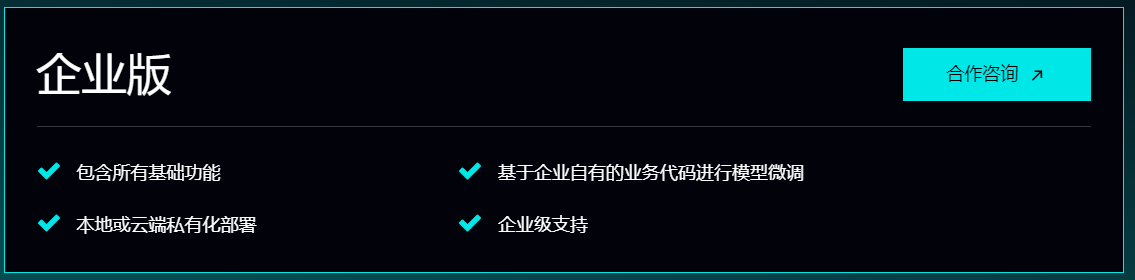 企业版
合作咨询
包含所有基础功能
基于企业自有的业务代码进行模型微调
本地或云端私有化部署
企业级支持